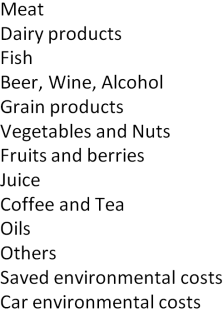 Meat
Dairy products
Fish
Beer, Wine, Alcohol
Grain products
Vegetables and Nuts
Fruits and berries
Juice
Coffee and Tea
Oils
Others
Saved environmental costs
Car environmental costs